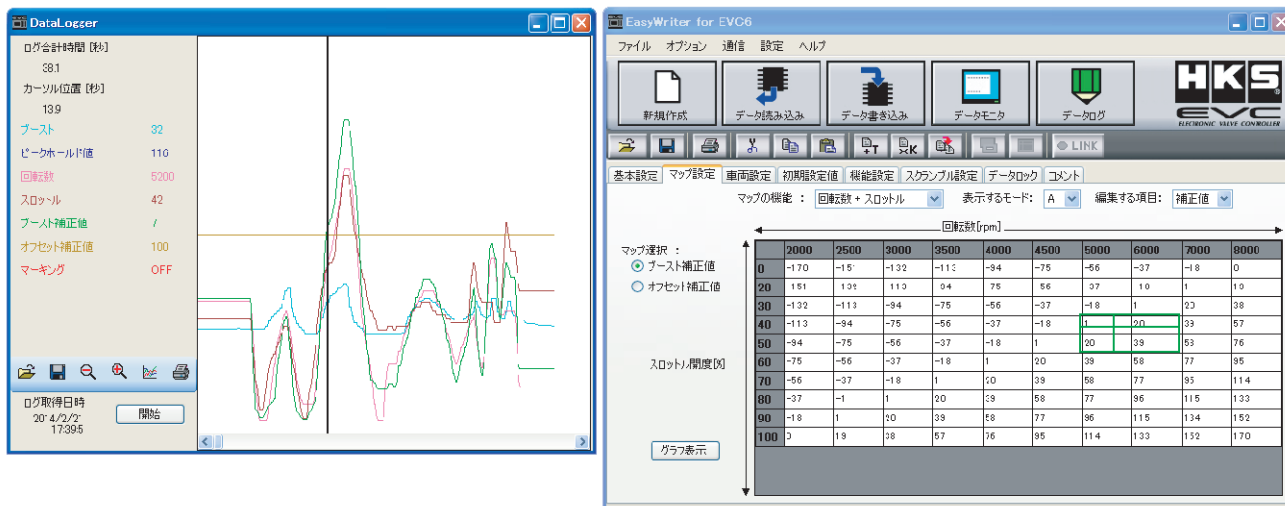 DataLogger
ログ合計時間 [秒]
38.1
カーソル位置 [秒]
13.9
ブースト 32
ピークホールド値 116
回転数 5200
スロットル 42
ブースト補正値 7
オフセット補正値 100
マーキング OFF
ログ取得日時
17:39:5
開始
EasyWriter for EVC6
ファイル オプション 通信 設定 ヘルプ
新規作成 データ読み込み データ書き込み データモニタ データログ
HKS
EVC
ELECTRONIC VALVE CONTROLLER
LINK
基本設定 マップ設定 車両設定 初期設定値 機能設定 スクランブル設定 データロック コメント
マップの機能 : 回転数 + スロットル 表示するモード: A 編集する項目: 補正値
回転数[rpm]
マップ選択 :
ブースト補正値
オフセット補正値
スロットル開度[%]
グラフ表示
2000 2500 3000 3500 4000 4500 5000 6000 7000 8000
0 -170 -151 -132 -113 -94 -75 -56 -37 -18 0
20 151 132 113 94 75 56 37 18 1 19
30 -132 -113 -94 -75 -56 -37 -18 1 20 38
40 -113 -94 -75 -56 -37 -18 1 20 39 57
50 -94 -75 -56 -37 -18 1 20 39 58 76
60 -75 -56 -37 -18 1 20 39 58 77 95
70 -56 -37 -18 1 20 39 58 77 95 114
80 -37 -1 1 20 39 58 77 96 115 133
90 -18 1 20 39 58 77 96 115 134 152
100 0 19 38 57 76 95 114 133 152 170